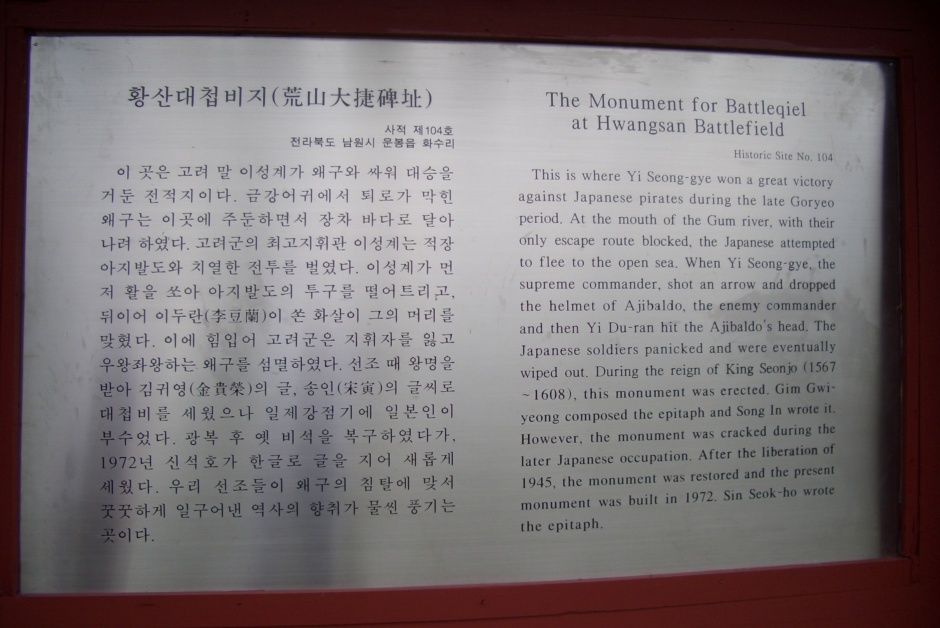 황산대첩비지(荒山大捷碑址)
사적 제104호
전라북도 남원시 운봉읍 화수리
이 곳은 고려 말 이성계가 왜구와 싸워 대승을
거둔 전적지이다. 금강어귀에서 퇴로가 막힌
왜구는 이곳에 주둔하면서 장차 바다로 달아
나려 하였다. 고려군의 최고지휘관 이성계는 적장
아지발도와 치열한 전투를 벌였다. 이성계가 먼
저 활을 쏘아 아지발도의 투구를 떨어트리고,
뒤이어 이두란(李豆蘭)이 쏜 화살이 그의 머리를
맞혔다. 이에 힘입어 고려군은 지휘자를 잃고
우왕좌왕하는 왜구를 섬멸하였다. 선조 때 왕명을
받아 김귀영(金貴榮)의 글, 송인(宋寅)의 글씨로
대첩비를 세웠으나 일제강점기에 일본인이
부수었다. 광복 후 옛 비석을 복구하였다가,
1972년 신석호가 한글로 글을 지어 새롭게
세웠다. 우리 선조들이 왜구의 침탈에 맞서
꿋꿋하게 일구어낸 역사의 향취가 물씬 풍기는
곳이다.
The Monument for Battleqiel
at Hwangsan Battlefield
Historic Site No. 104
This is where Yi Seong-gye won a great victory
against Japanese pirates during the late Goryeo
period. At the mouth of the Gum river, with their
only escape route blocked, the Japanese attempted
to flee to the open sea. When Yi Seong-gye, the
supreme commander, shot an arrow and dropped
the helmet of Ajibaldo, the enemy commander
and then Yi Du-ran hit the Ajibaldo's head. The
Japanese soldiers panicked and were eventually
wiped out. During the reign of King Seonjo (1567
~1608), this monument was erected. Gim Gwi-
yeong composed the epitaph and Song In wrote it.
However, the monument was cracked during the
later Japanese occupation. After the liberation of
1945, the monument was restored and the present
monument was built in 1972. Sin Seok-ho wrote
the epitaph.